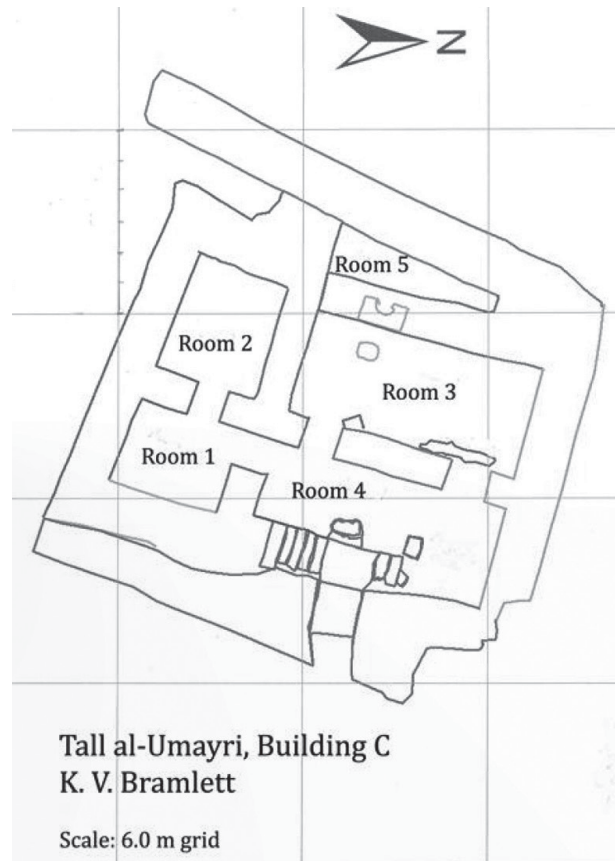 N
Room 5
Room 2
Room 3
Room 1
Room 4
Tall al-Umayri, Building C
K. V. Bramlett
Scale: 6.0 m grid